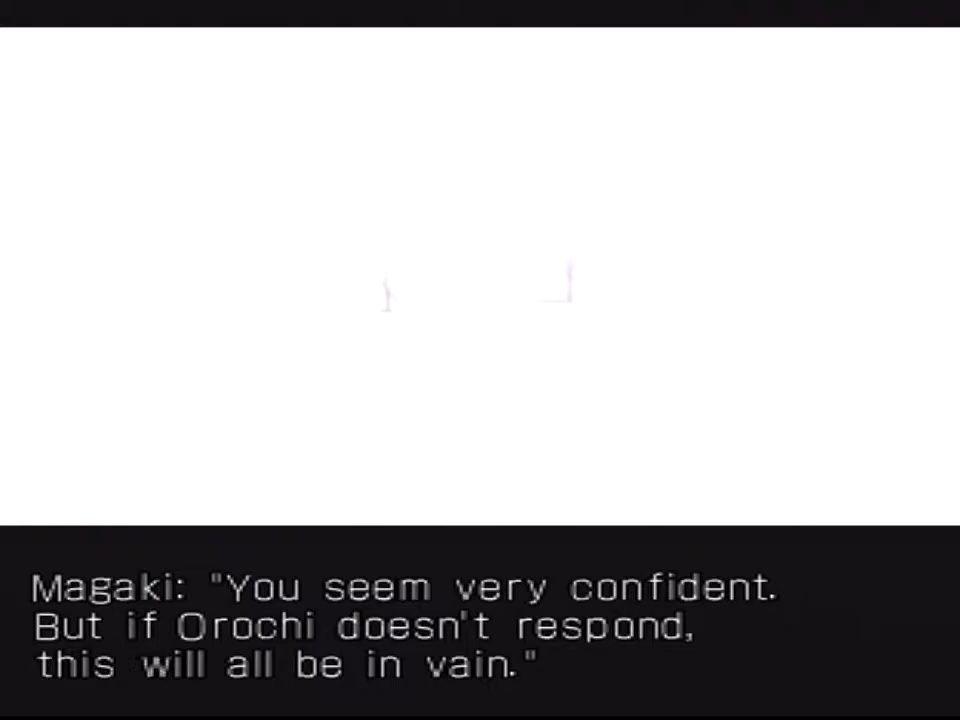 Magaki: "You seem very confident.
But if Orochi doesn't respond,
this will all be in vain."